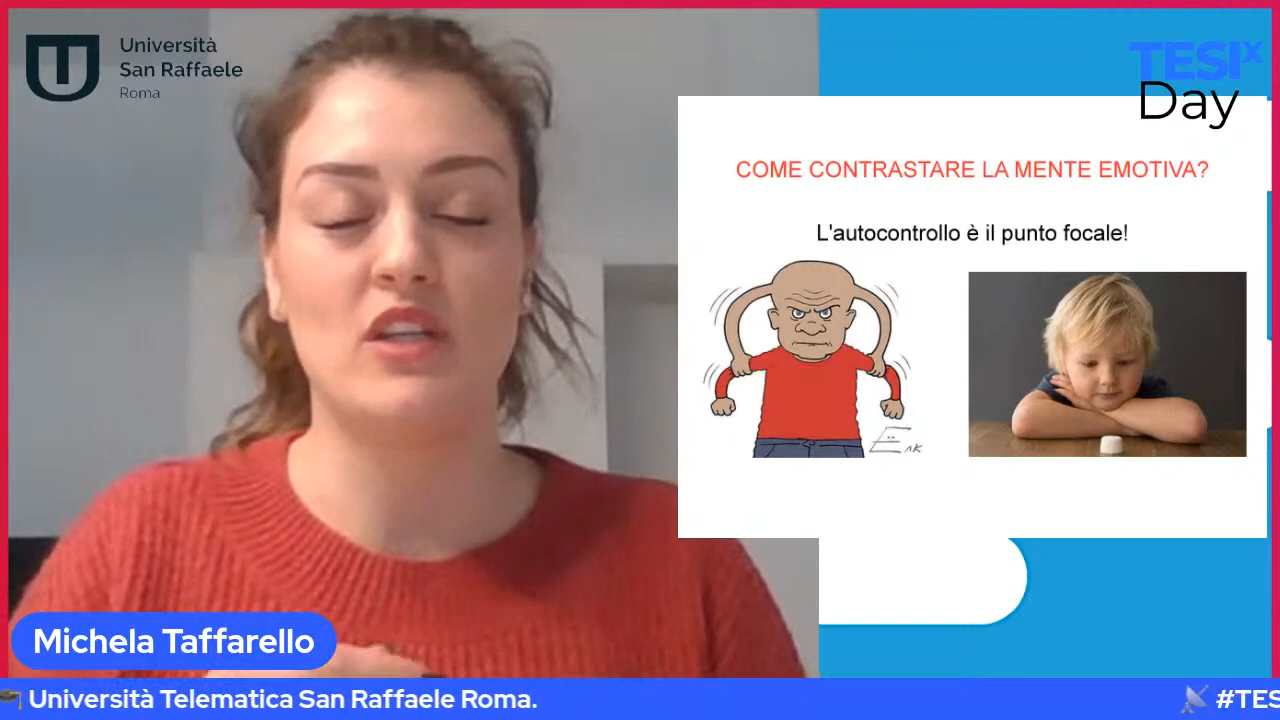 Università
San Raffaele
Roma
TESIx
Day
COME CONTRASTARE LA MENTE EMOTIVA?
L'autocontrollo è il punto focale!
Michela Taffarello
Università Telematica San Raffaele Roma.
#TES